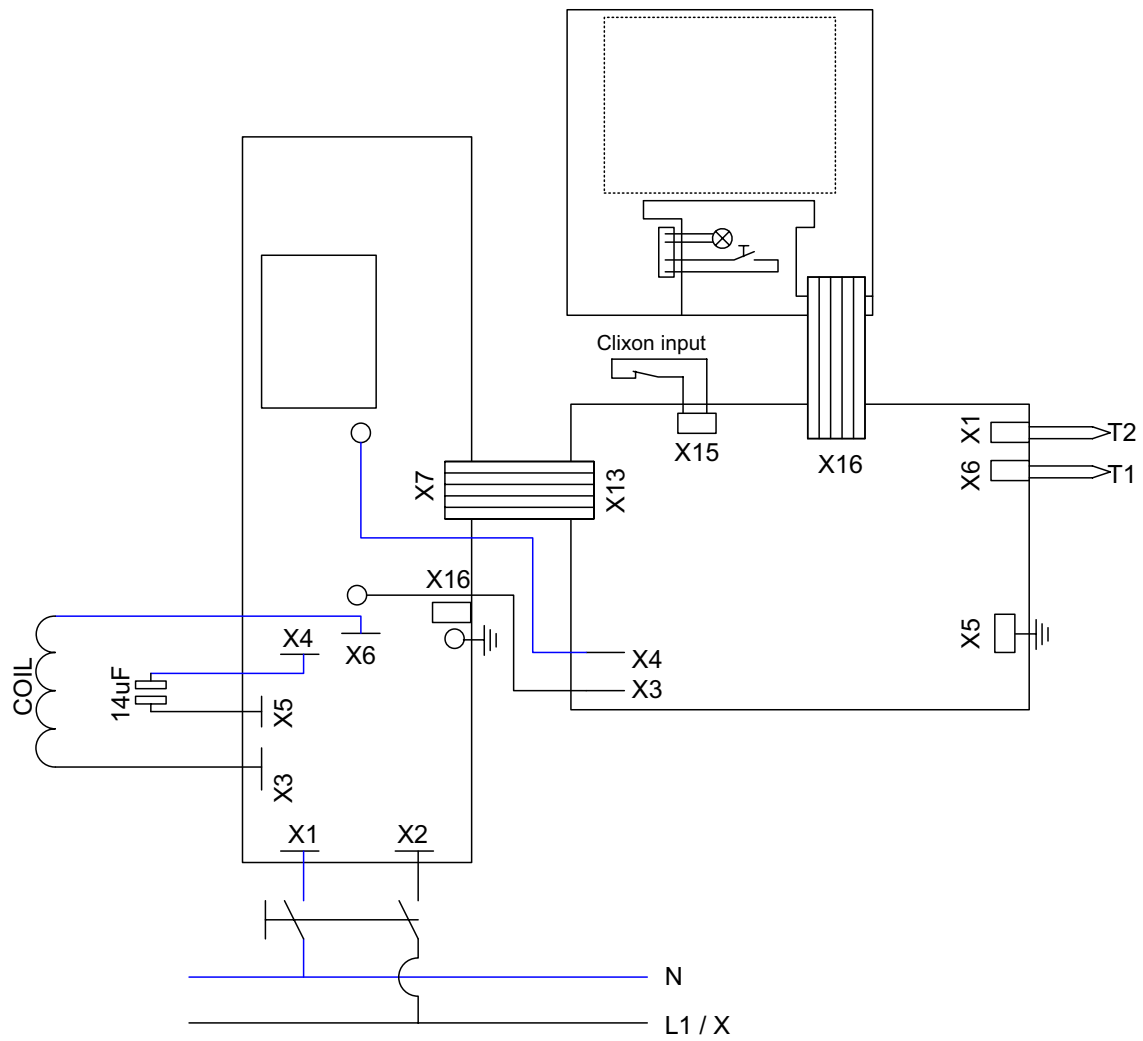 Clixon input
X15
X16
X1
T2
X6
T1
X7
X13
X16
X5
X4
X6
X4
X3
COIL
14uF
X5
X3
X1
X2
N
L1 / X